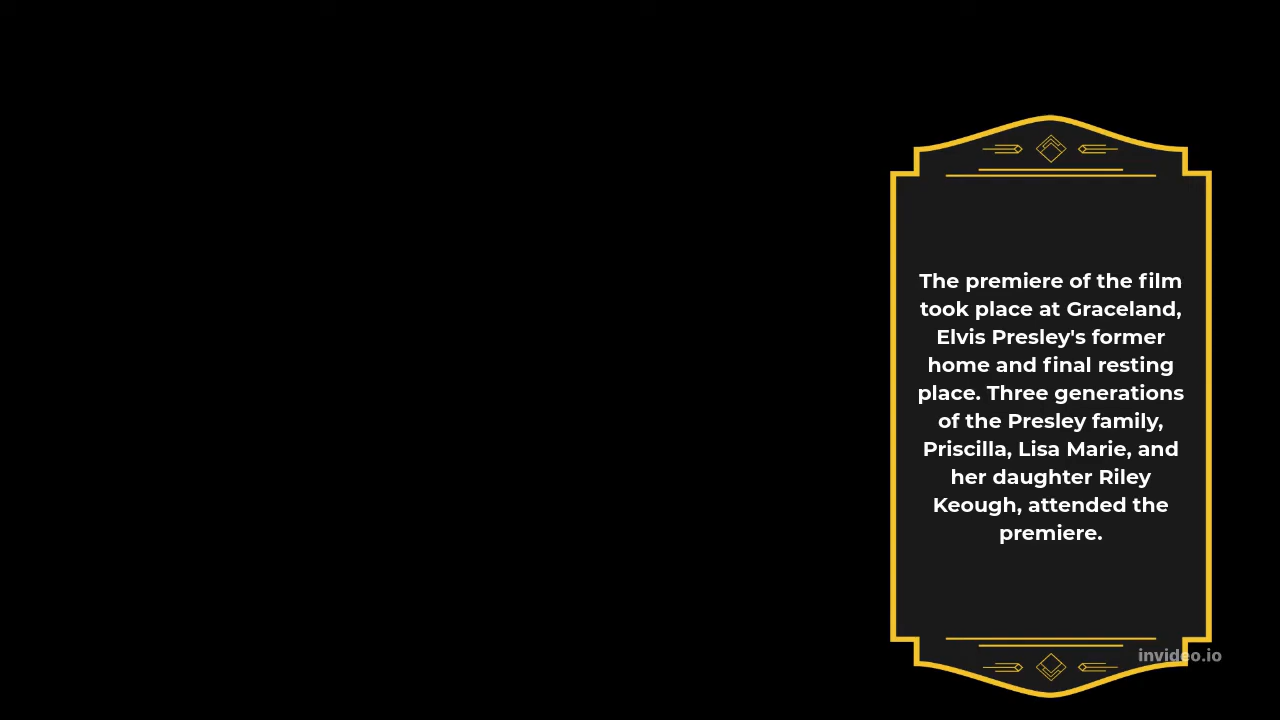 The premiere of the film
took place at Graceland,
Elvis Presley's former
home and final resting
place. Three generations
of the Presley family,
Priscilla, Lisa Marie, and
her daughter Riley
Keough, attended the
premiere.
invideo.io